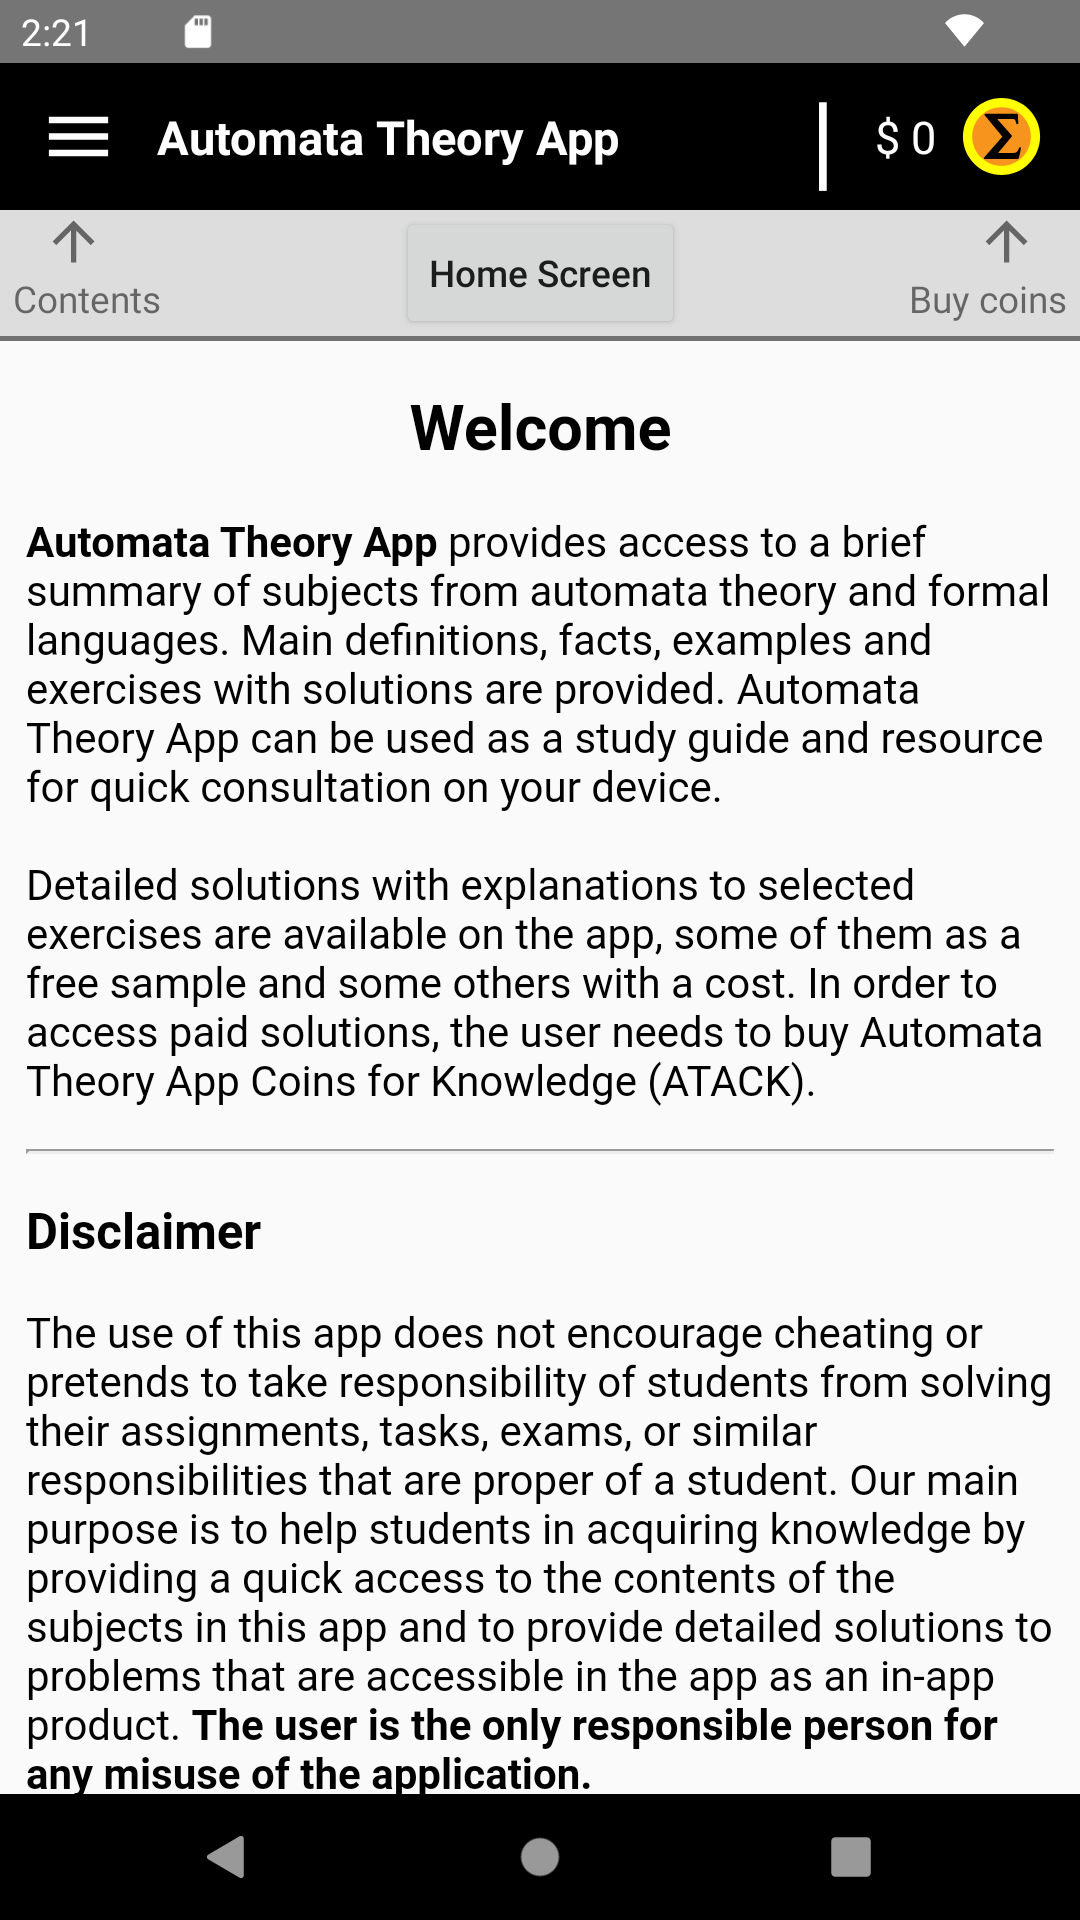 2:21
Automata Theory App
$ 0
Σ
Contents
Home Screen
Buy coins
Welcome
Automata Theory App provides access to a brief
summary of subjects from automata theory and formal
languages. Main definitions, facts, examples and
exercises with solutions are provided. Automata
Theory App can be used as a study guide and resource
for quick consultation on your device.
Detailed solutions with explanations to selected
exercises are available on the app, some of them as a
free sample and some others with a cost. In order to
access paid solutions, the user needs to buy Automata
Theory App Coins for Knowledge (ATACK).
Disclaimer
The use of this app does not encourage cheating or
pretends to take responsibility of students from solving
their assignments, tasks, exams, or similar
responsibilities that are proper of a student. Our main
purpose is to help students in acquiring knowledge by
providing a quick access to the contents of the
subjects in this app and to provide detailed solutions to
problems that are accessible in the app as an in-app
product. The user is the only responsible person for
any misuse of the application.